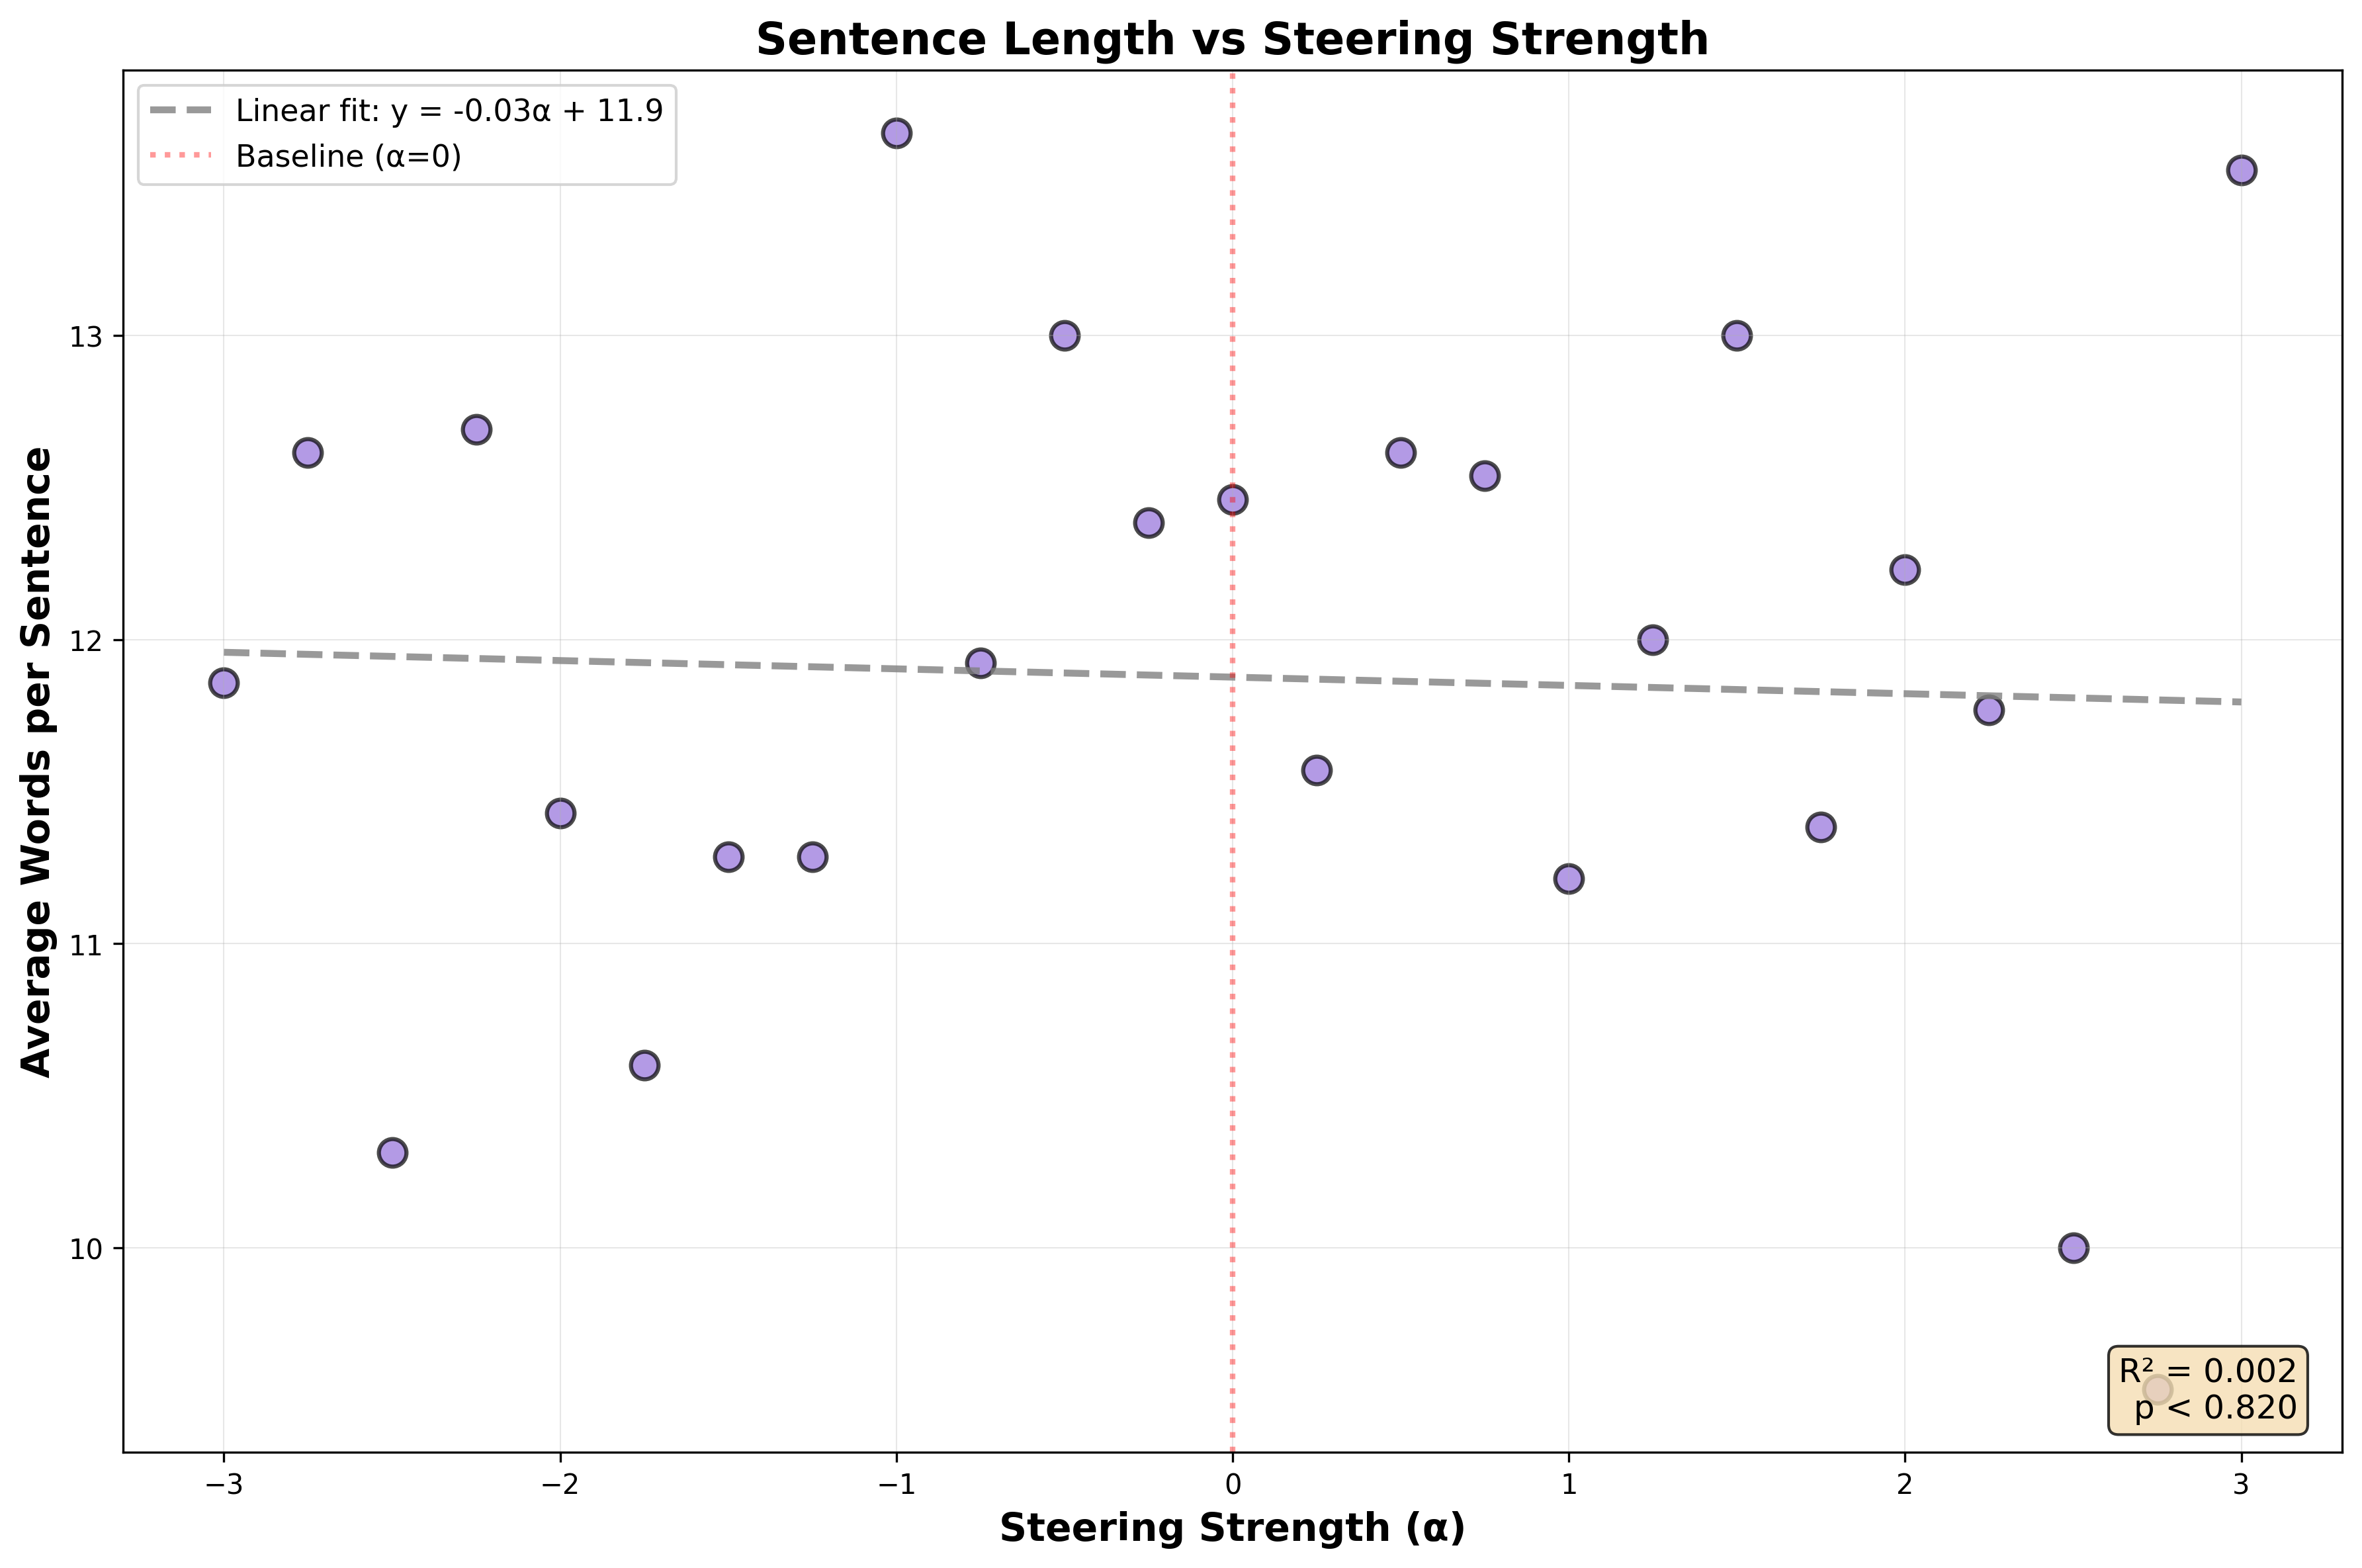 Sentence Length vs Steering Strength
Linear fit: y = -0.03α + 11.9
Baseline (α=0)
Average Words per Sentence
13
12
11
10
R² = 0.002
p < 0.820
−3
−2
−1
0
1
2
3
Steering Strength (α)